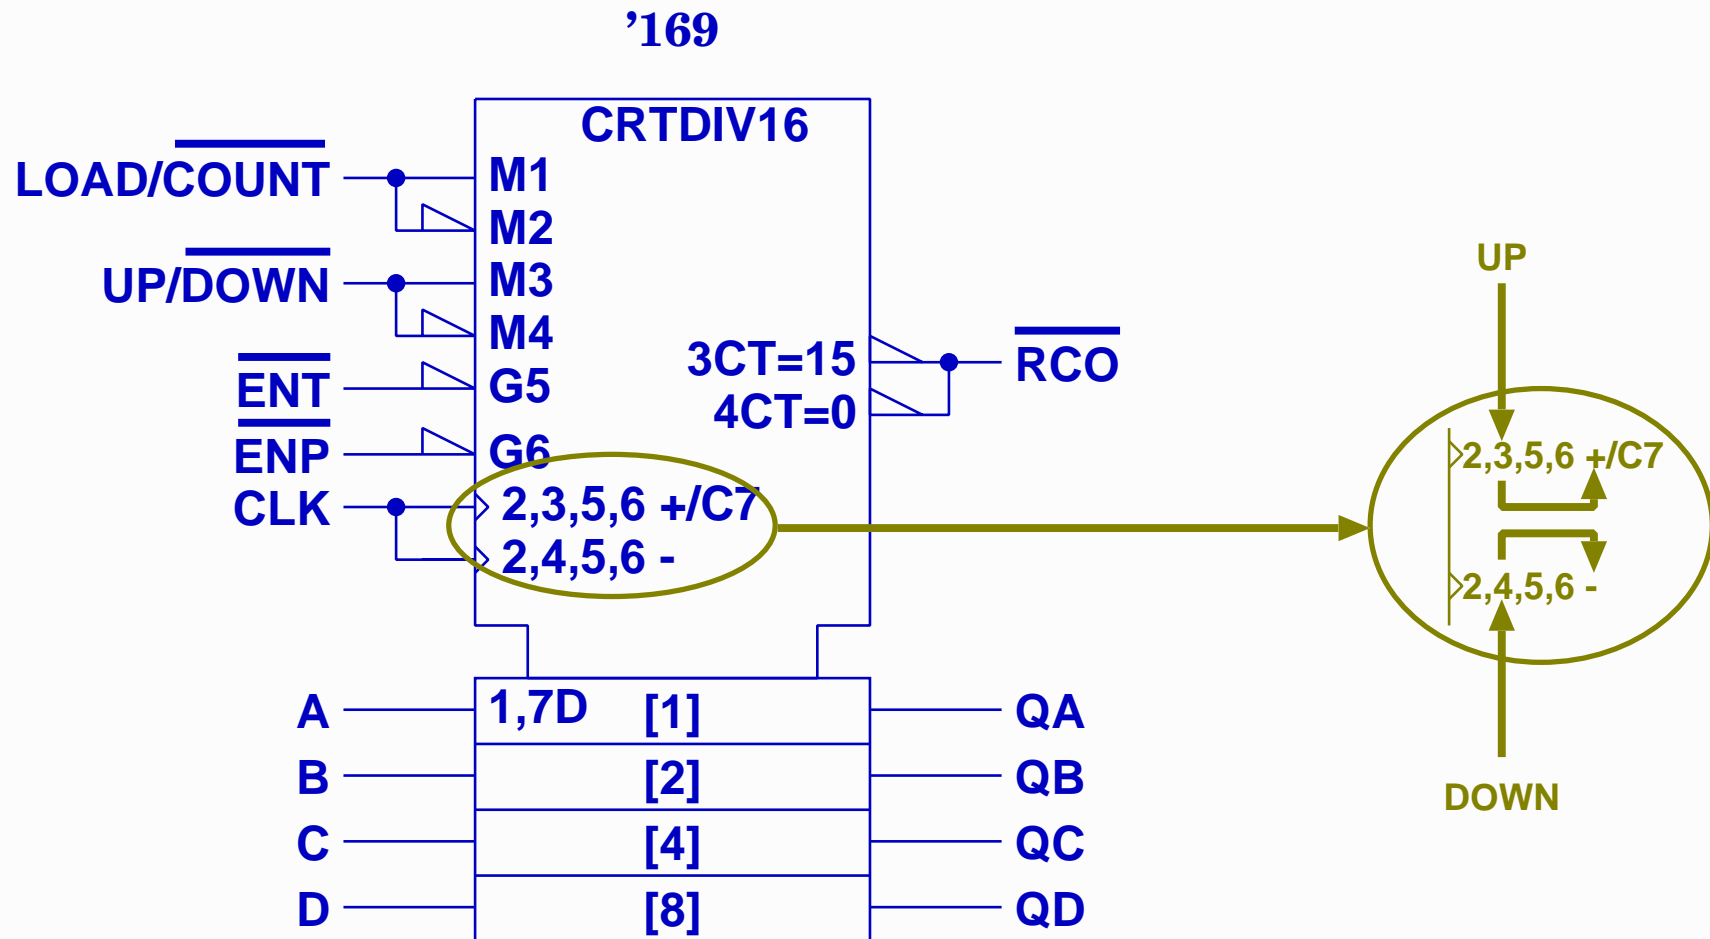 ’169
CRTDIV16
LOAD/COUNT
M1
M2
UP/DOWN
M3
M4
ENT
G5
ENP
G6
CLK
2,3,5,6 +/C7
2,4,5,6 -
3CT=15
4CT=0
RCO
UP
2,3,5,6 +/C7
2,4,5,6 -
DOWN
A 1,7D [1] QA
B [2] QB
C [4] QC
D [8] QD